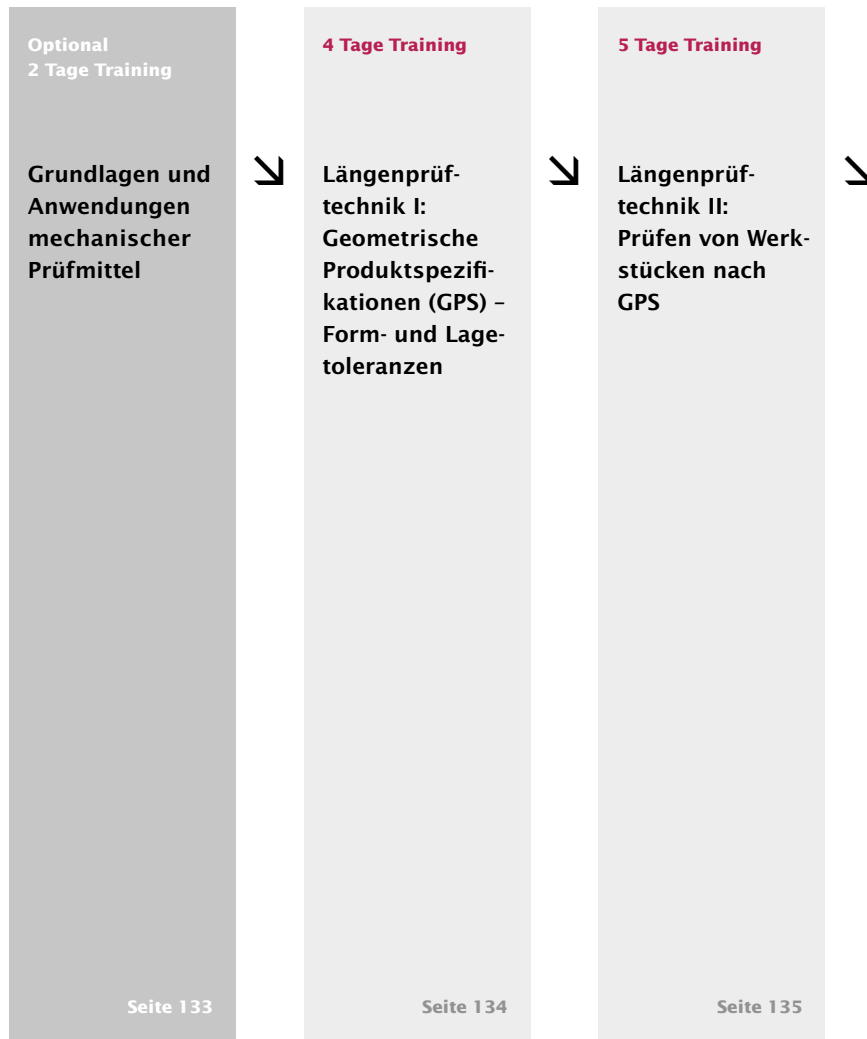 Optional
2 Tage Training
Grundlagen und
Anwendungen
mechanischer
Prüfmittel
Seite 133
4 Tage Training
Längenprüf-
technik I:
Geometrische
Produktspezifi-
kationen (GPS) –
Form- und Lage-
toleranzen
Seite 134
5 Tage Training
Längenprüf-
technik II:
Prüfen von Werk-
stücken nach
GPS
Seite 135